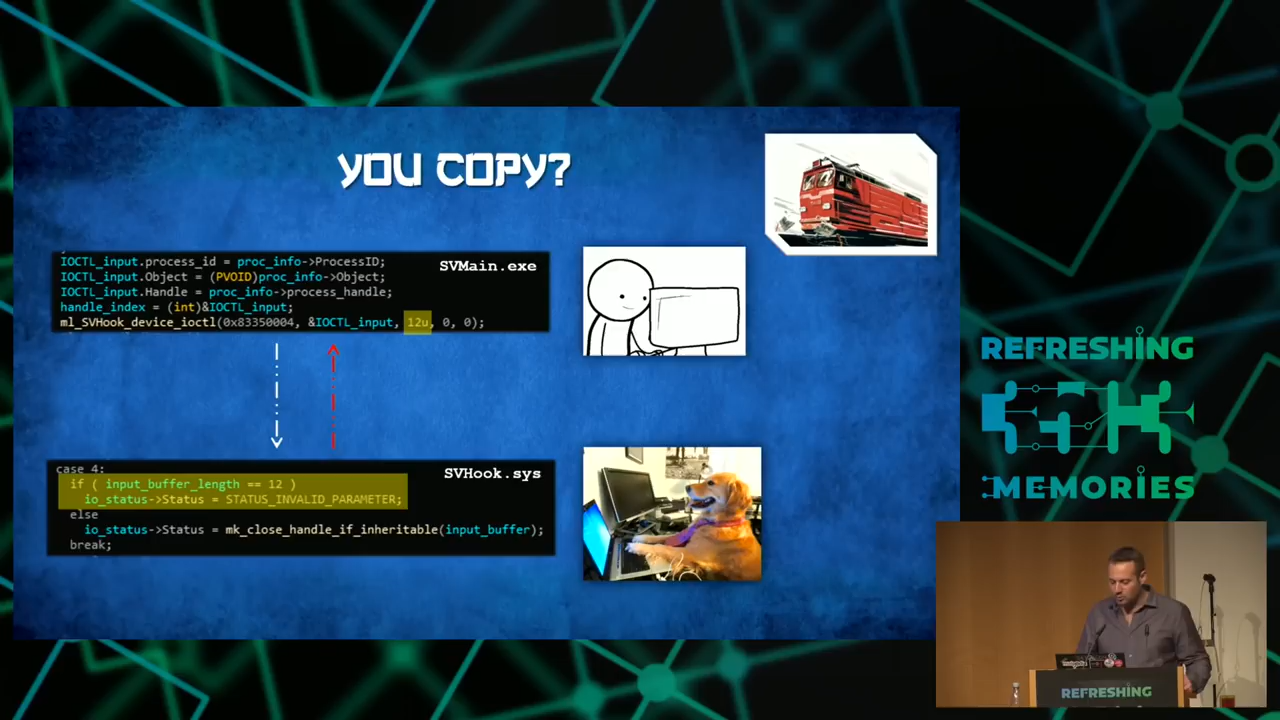 YOU COPY?
IOCTL_input.process_id = proc_info->ProcessID;
IOCTL_input.Object = (PVOID)proc_info->Object;
IOCTL_input.Handle = proc_info->process_handle;
handle_index = (int)&IOCTL_input;
ml_SVHook_device_ioctl(0x83350004, &IOCTL_input, 12u, 0, 0);
SVMain.exe
case 4:
if ( input_buffer_length == 12 )
io_status->Status = STATUS_INVALID_PARAMETER;
else
io_status->Status = mk_close_handle_if_inheritable(input_buffer);
break;
SVHook.sys
REFRESHING
MEMORIES
REFRESHING